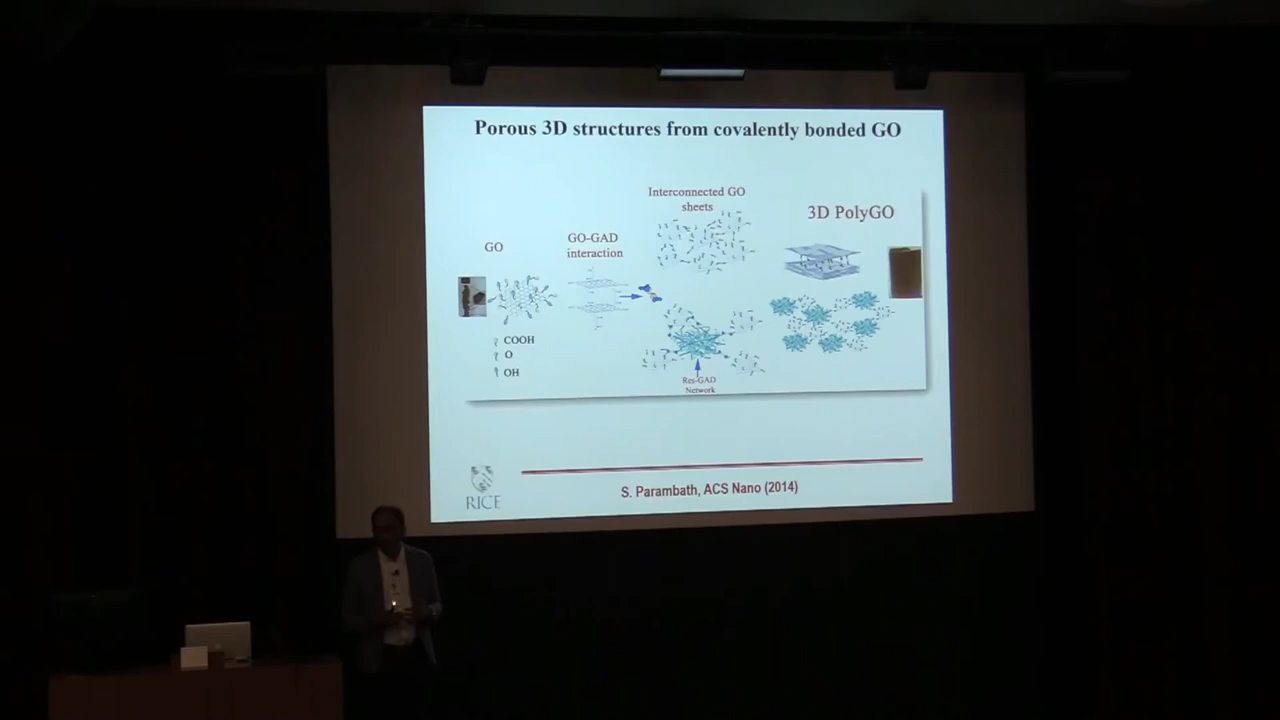 Porous 3D structures from covalently bonded GO
Interconnected GO
sheets
3D PolyGO
GO
GO-GAD
interaction
COOH
O
OH
Res-GAD
Network
RICE
S. Parambath, ACS Nano (2014)